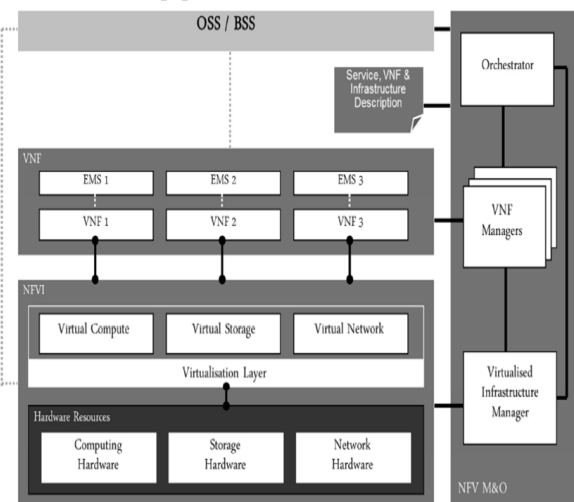 OSS / BSS
Orchestrator
Service, VNF &
Infrastructure
Description
VNF
EMS 1
EMS 2
EMS 3
VNF 1
VNF 2
VNF 3
VNF
Managers
NFVI
Virtual Compute
Virtual Storage
Virtual Network
Virtualisation Layer
Virtualised
Infrastructure
Manager
Hardware Resources
Computing
Hardware
Storage
Hardware
Network
Hardware
NFV M&O